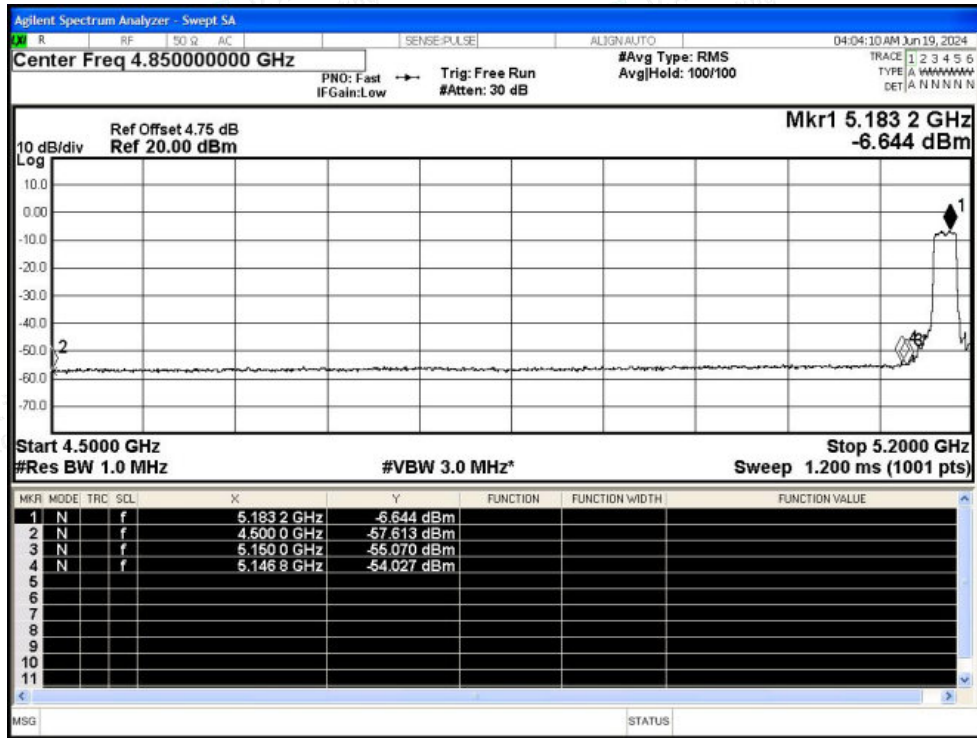 Agilent Spectrum Analyzer - Swept SA
LXI R RF 50 Ω AC SENSE:PULSE ALIGNAUTO 04:04:10 AM Jun 19, 2024
Center Freq 4.850000000 GHz
PNO: Fast
IFGain:Low
Trig: Free Run
#Atten: 30 dB
#Avg Type: RMS
Avg|Hold: 100/100
TRACE 1 2 3 4 5 6
TYPE A WWWWW
DET A N N N N N
Mkr1 5.183 2 GHz
-6.644 dBm
Ref Offset 4.75 dB
10 dB/div Ref 20.00 dBm
Log
10.0
0.00
-10.0
-20.0
-30.0
-40.0
-50.0
-60.0
-70.0
1
2
4
3
Start 4.5000 GHz Stop 5.2000 GHz
#Res BW 1.0 MHz #VBW 3.0 MHz* Sweep 1.200 ms (1001 pts)
MKR MODE TRC SCL X Y FUNCTION FUNCTION WIDTH FUNCTION VALUE
1 N f 5.183 2 GHz -6.644 dBm
2 N f 4.500 0 GHz -57.613 dBm
3 N f 5.150 0 GHz -55.070 dBm
4 N f 5.146 8 GHz -54.027 dBm
5
6
7
8
9
10
11
MSG STATUS